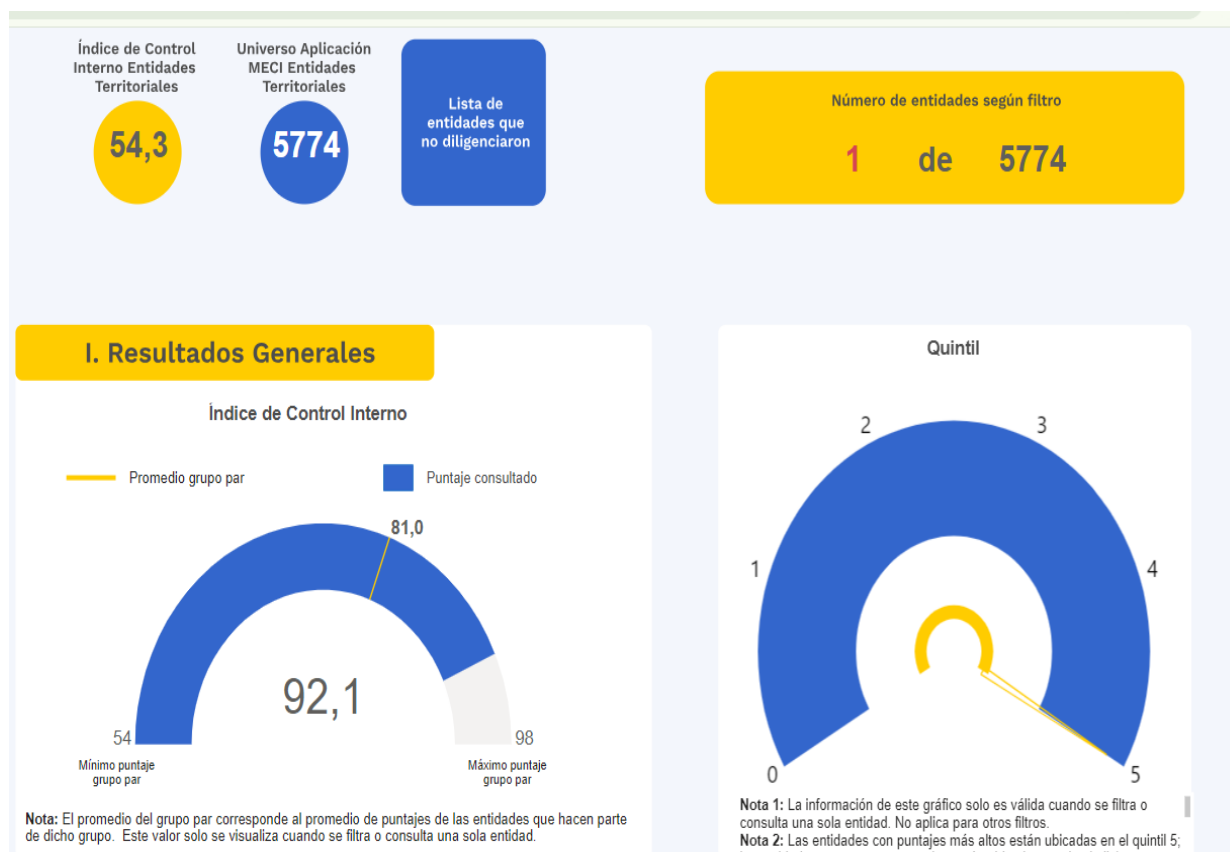 Índice de Control
Interno Entidades
Territoriales
54,3
Universo Aplicación
MECI Entidades
Territoriales
5774
Lista de
entidades que
no diligenciaron
Número de entidades según filtro
1 de 5774
I. Resultados Generales
Índice de Control Interno
Promedio grupo par
Puntaje consultado
81,0
92,1
54
98
Mínimo puntaje
grupo par
Máximo puntaje
grupo par
Nota: El promedio del grupo par corresponde al promedio de puntajes de las entidades que hacen parte
de dicho grupo. Este valor solo se visualiza cuando se filtra o consulta una sola entidad.
Quintil
2
3
1
4
0
5
Nota 1: La información de este gráfico solo es válida cuando se filtra o
consulta una sola entidad. No aplica para otros filtros.
Nota 2: Las entidades con puntajes más altos están ubicadas en el quintil 5;